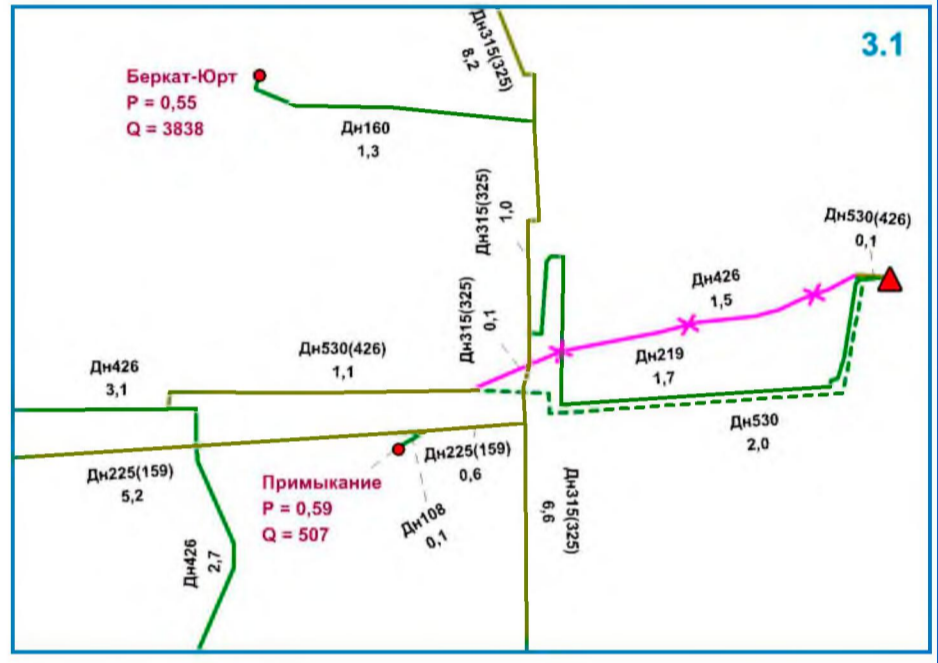 3.1
Дн315(325)
8,2
Беркат-Юрт
P = 0,55
Q = 3838
Дн160
1,3
Дн315(325)
1,0
Дн530(426)
0,1
Дн426
1,5
Дн315(325)
0,1
Дн530(426)
1,1
Дн219
1,7
Дн426
3,1
Дн530
2,0
Дн225(159)
5,2
Дн225(159)
0,6
Примыкание
P = 0,59
Q = 507
Дн108
0,1
Дн315(325)
6,6
Дн426
2,7